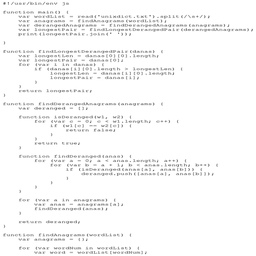 #!/usr/bin/env js
function main() {
var wordList = read("unixdict.txt").split(/\s+/);
var anagrams = findAnagrams(wordList);
var derangedAnagrams = findDerangedAnagrams(anagrams);
var longestPair = findLongestDerangedPair(derangedAnagrams);
print(longestPair.join(' '));
}
function findLongestDerangedPair(danas) {
var longestLen = danas[0][0].length;
var longestPair = danas[0];
for (var i in danas) {
if (danas[i][0].length > longestLen) {
longestLen = danas[i][0].length;
longestPair = danas[i];
}
}
return longestPair;
}
function findDerangedAnagrams(anagrams) {
var deranged = [];
function isDeranged(w1, w2) {
for (var c = 0; c < w1.length; c++) {
if (w1[c] == w2[c]) {
return false;
}
}
return true;
}
function findDeranged(anas) {
for (var a = 0; a < anas.length; a++) {
for (var b = a + 1; b < anas.length; b++) {
if (isDeranged(anas[a], anas[b])) {
deranged.push([anas[a], anas[b]]);
}
}
}
}
for (var a in anagrams) {
var anas = anagrams[a];
findDeranged(anas);
}
return deranged;
}
function findAnagrams(wordList) {
var anagrams = {};
for (var wordNum in wordList) {
var word = wordList[wordNum];